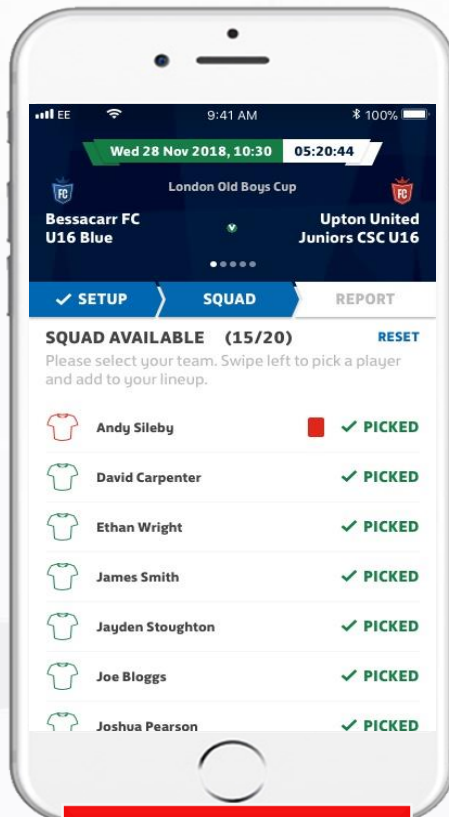 EE 9:41 AM 100%
Wed 28 Nov 2018, 10:30 05:20:44
London Old Boys Cup
FC FC
Bessacarr FC Upton United
U16 Blue V Juniors CSC U16
✓ SETUP SQUAD REPORT
SQUAD AVAILABLE (15/20) RESET
Please select your team. Swipe left to pick a player
and add to your lineup.
Andy Sileby ✓ PICKED
David Carpenter ✓ PICKED
Ethan Wright ✓ PICKED
James Smith ✓ PICKED
Jayden Stoughton ✓ PICKED
Joe Bloggs ✓ PICKED
Joshua Pearson ✓ PICKED